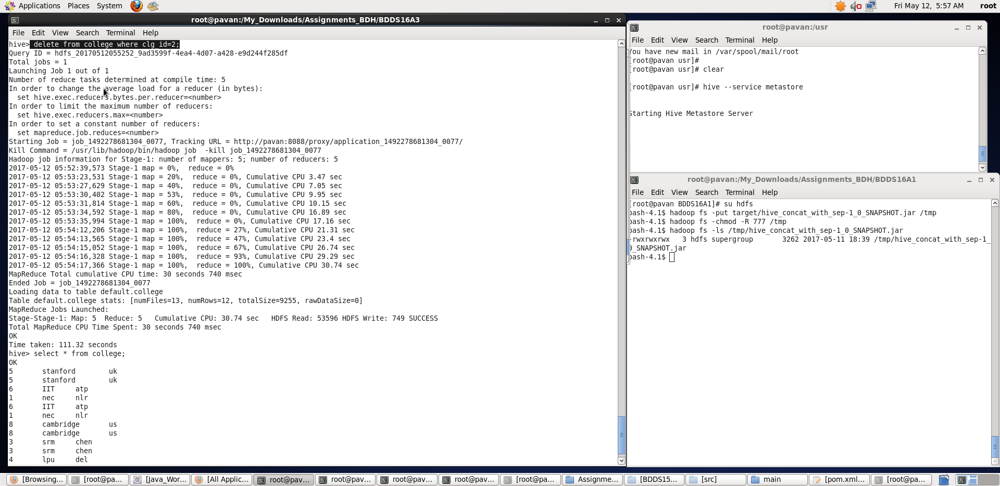 Applications Places System Fri May 12, 5:57 AM root
root@pavan:/My_Downloads/Assignments_BDH/BDDS16A3
File Edit View Search Terminal Help
hive> delete from college where clg_id=2;
Query ID = hdfs_20170512055252_9ad3599f-4ea4-4d07-a428-e9d244f285df
Total jobs = 1
Launching Job 1 out of 1
Number of reduce tasks determined at compile time: 5
In order to change the average load for a reducer (in bytes):
  set hive.exec.reducers.bytes.per.reducer=<number>
In order to limit the maximum number of reducers:
  set hive.exec.reducers.max=<number>
In order to set a constant number of reducers:
  set mapreduce.job.reduces=<number>
Starting Job = job_1492278681304_0077, Tracking URL = http://pavan:8088/proxy/application_1492278681304_0077/
Kill Command = /usr/lib/hadoop/bin/hadoop job  -kill job_1492278681304_0077
Hadoop job information for Stage-1: number of mappers: 5; number of reducers: 5
2017-05-12 05:52:39,573 Stage-1 map = 0%,  reduce = 0%
2017-05-12 05:53:23,531 Stage-1 map = 20%,  reduce = 0%, Cumulative CPU 3.47 sec
2017-05-12 05:53:27,629 Stage-1 map = 40%,  reduce = 0%, Cumulative CPU 7.05 sec
2017-05-12 05:53:30,402 Stage-1 map = 53%,  reduce = 0%, Cumulative CPU 9.95 sec
2017-05-12 05:53:31,814 Stage-1 map = 60%,  reduce = 0%, Cumulative CPU 10.15 sec
2017-05-12 05:53:34,592 Stage-1 map = 80%,  reduce = 0%, Cumulative CPU 16.89 sec
2017-05-12 05:53:35,994 Stage-1 map = 100%,  reduce = 0%, Cumulative CPU 17.16 sec
2017-05-12 05:54:12,206 Stage-1 map = 100%,  reduce = 27%, Cumulative CPU 21.31 sec
2017-05-12 05:54:13,565 Stage-1 map = 100%,  reduce = 47%, Cumulative CPU 23.4 sec
2017-05-12 05:54:15,052 Stage-1 map = 100%,  reduce = 67%, Cumulative CPU 26.74 sec
2017-05-12 05:54:16,328 Stage-1 map = 100%,  reduce = 93%, Cumulative CPU 29.29 sec
2017-05-12 05:54:17,366 Stage-1 map = 100%,  reduce = 100%, Cumulative CPU 30.74 sec
MapReduce Total cumulative CPU time: 30 seconds 740 msec
Ended Job = job_1492278681304_0077
Loading data to table default.college
Table default.college stats: [numFiles=13, numRows=12, totalSize=9255, rawDataSize=0]
MapReduce Jobs Launched:
Stage-Stage-1: Map: 5  Reduce: 5   Cumulative CPU: 30.74 sec   HDFS Read: 53596 HDFS Write: 749 SUCCESS
Total MapReduce CPU Time Spent: 30 seconds 740 msec
OK
Time taken: 111.32 seconds
hive> select * from college;
OK
5 stanford uk
5 stanford uk
6 IIT atp
1 nec nlr
6 IIT atp
1 nec nlr
8 cambridge us
8 cambridge us
3 srm chen
3 srm chen
4 lpu del
root@pavan:/usr
File Edit View Search Terminal Help
You have new mail in /var/spool/mail/root
[root@pavan usr]#
[root@pavan usr]# clear
[root@pavan usr]# hive --service metastore
Starting Hive Metastore Server
root@pavan:/My_Downloads/Assignments_BDH/BDDS16A1
File Edit View Search Terminal Help
[root@pavan BDDS16A1]# su hdfs
bash-4.1$ hadoop fs -put target/hive_concat_with_sep-1_0_SNAPSHOT.jar /tmp
bash-4.1$ hadoop fs -chmod -R 777 /tmp
bash-4.1$ hadoop fs -ls /tmp/hive_concat_with_sep-1_0_SNAPSHOT.jar
-rwxrwxrwx   3 hdfs supergroup       3262 2017-05-11 18:39 /tmp/hive_concat_with_sep-1_
0_SNAPSHOT.jar
bash-4.1$
[Browsing... [root@pa... [Java_Wor... [All Applic... root@pav... root@pav... root@pav... root@pav... [root@pa... Assignme... [BDDS15... [src] main [pom.xml... [root@pa...